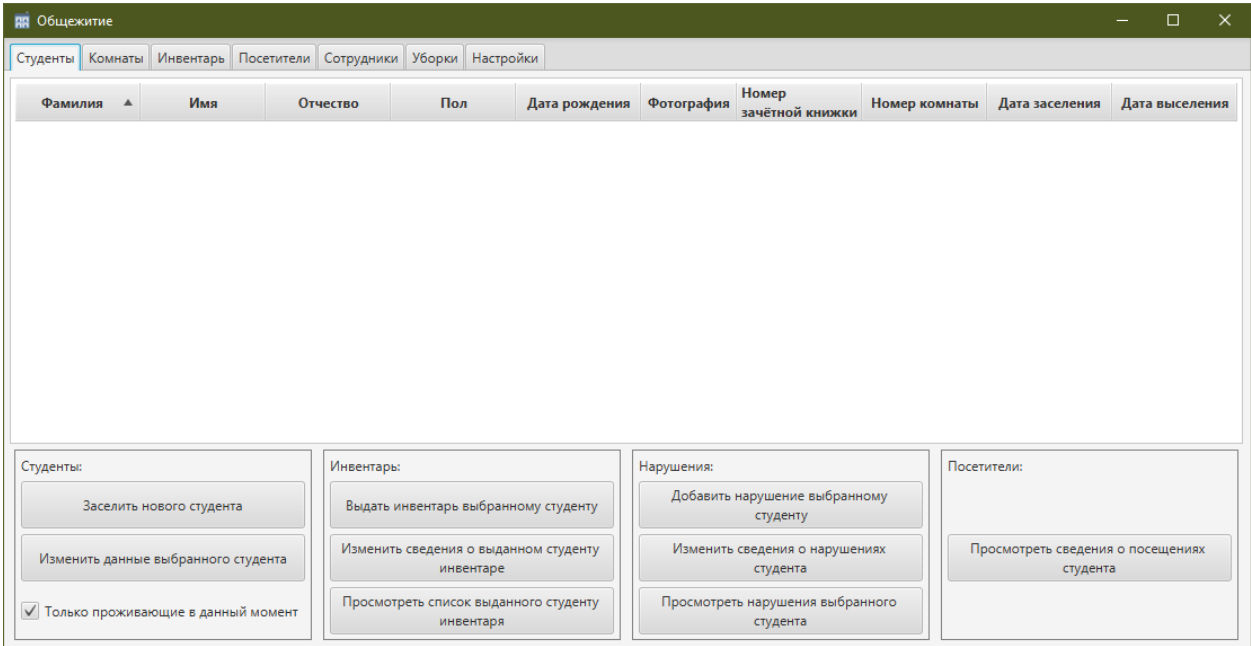 Общежитие
Студенты Комнаты Инвентарь Посетители Сотрудники Уборки Настройки
Фамилия Имя Отчество Пол Дата рождения Фотография Номер зачётной книжки Номер комнаты Дата заселения Дата выселения
Студенты:
Заселить нового студента
Изменить данные выбранного студента
Только проживающие в данный момент
Инвентарь:
Выдать инвентарь выбранному студенту
Изменить сведения о выданном студенту
инвентаре
Просмотреть список выданного студенту
инвентаря
Нарушения:
Добавить нарушение выбранному
студенту
Изменить сведения о нарушениях
студента
Просмотреть нарушения выбранного
студента
Посетители:
Просмотреть сведения о посещениях
студента